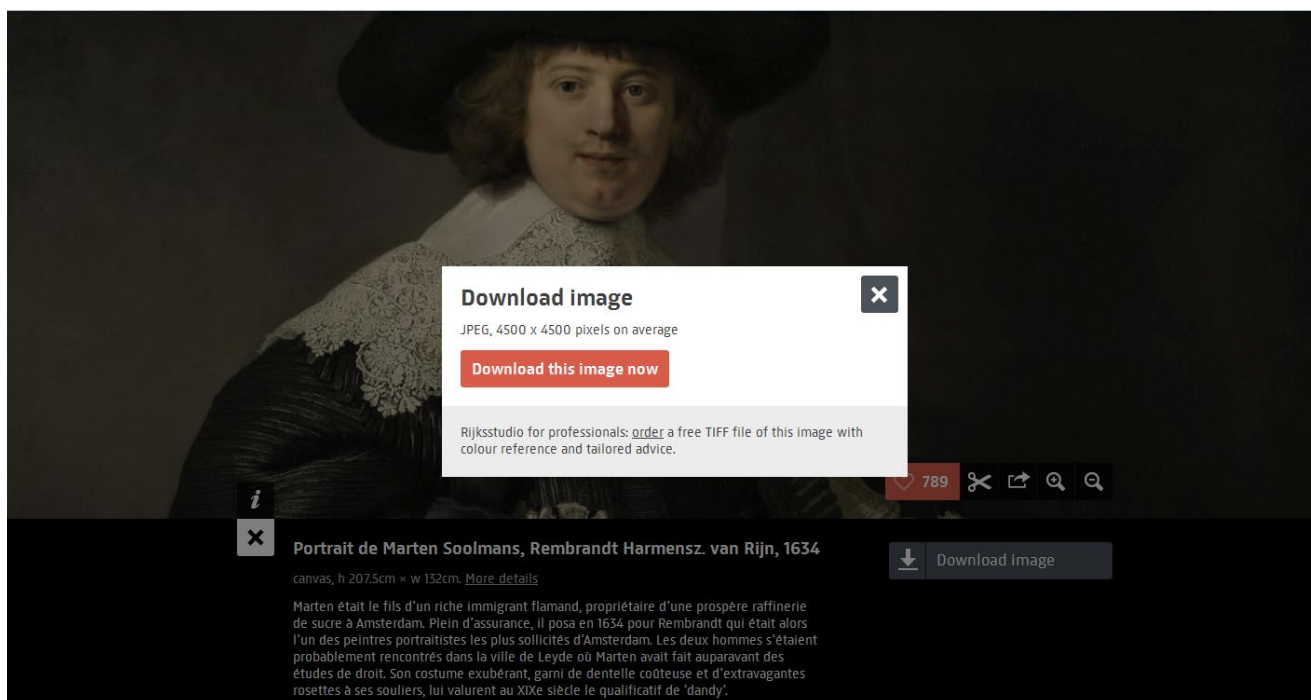 Download image
JPEG, 4500 x 4500 pixels on average
Download this image now
Rijksstudio for professionals: order a free TIFF file of this image with
colour reference and tailored advice.
789
i
Portrait de Marten Soolmans, Rembrandt Harmensz. van Rijn, 1634
Download image
canvas, h 207.5cm × w 132cm. More details
Marten était le fils d'un riche immigrant flamand, propriétaire d'une prospère raffinerie
de sucre à Amsterdam. Plein d'assurance, il posa en 1634 pour Rembrandt qui était alors
l'un des peintres portraitistes les plus sollicités d'Amsterdam. Les deux hommes s'étaient
probablement rencontrés dans la ville de Leyde où Marten avait fait auparavant des
études de droit. Son costume exubérant, garni de dentelle coûteuse et d'extravagantes
rosettes à ses souliers, lui valurent au XIXe siècle le qualificatif de 'dandy'.